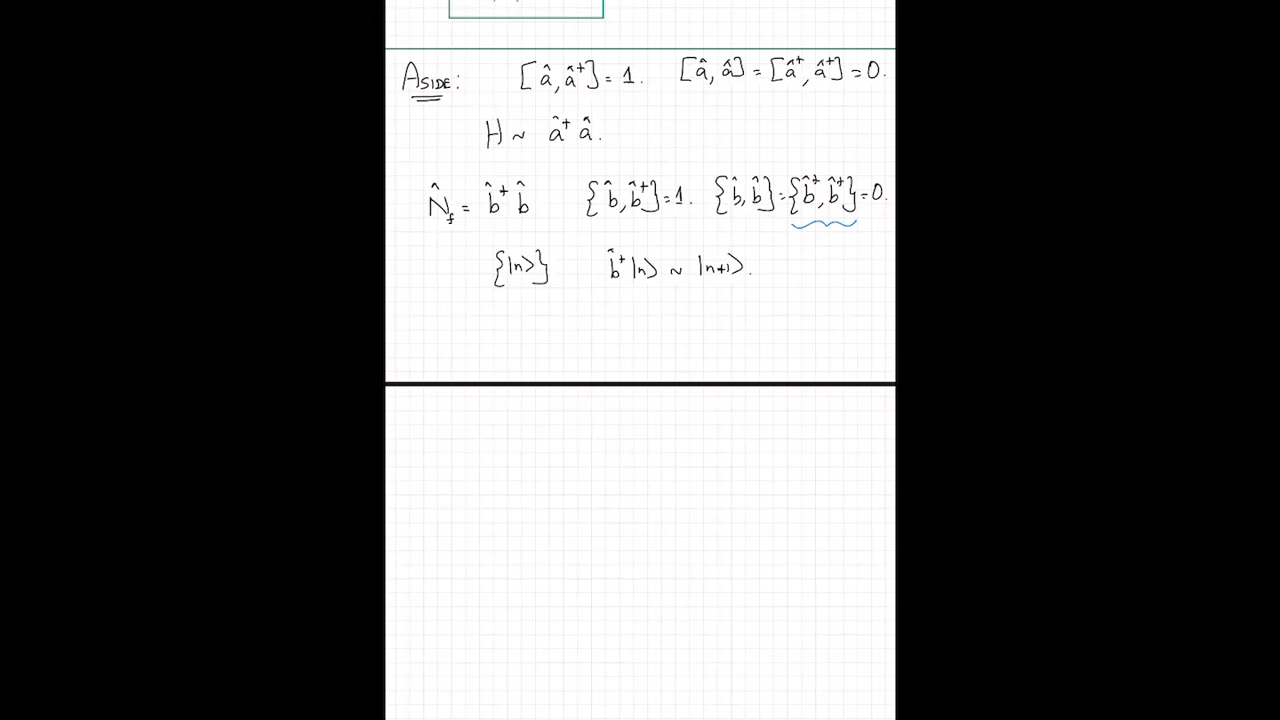 ASIDE: [â, â†] = 1. [â, â] = [â†, â†] = 0.
H ~ â† â.
N̂_f = b̂† b̂ {b̂, b̂†} = 1. {b̂, b̂} = {b̂†, b̂†} = 0.
{|n⟩} b̂†|n⟩ ~ |n+1⟩.